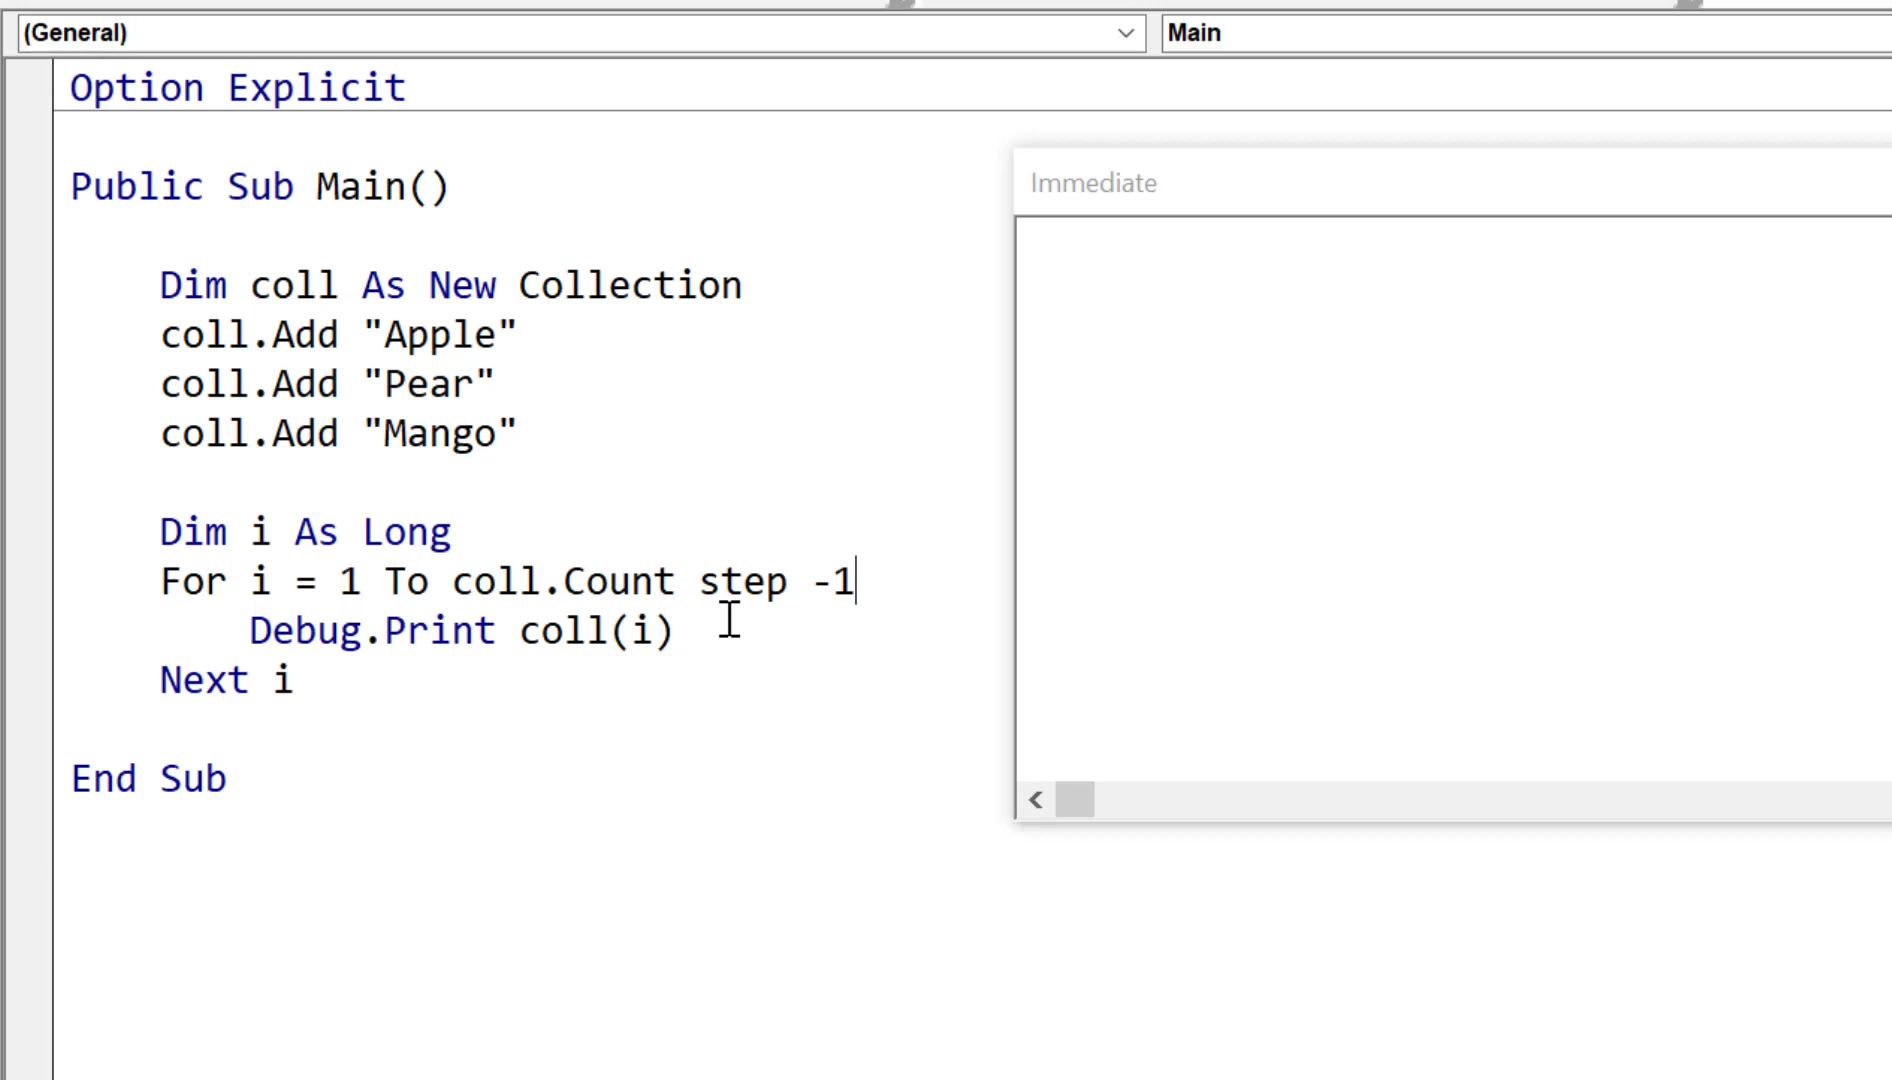 (General)
Main
Option Explicit
Public Sub Main()
Dim coll As New Collection
coll.Add "Apple"
coll.Add "Pear"
coll.Add "Mango"
Dim i As Long
For i = 1 To coll.Count step -1
Debug.Print coll(i)
Next i
End Sub
Immediate